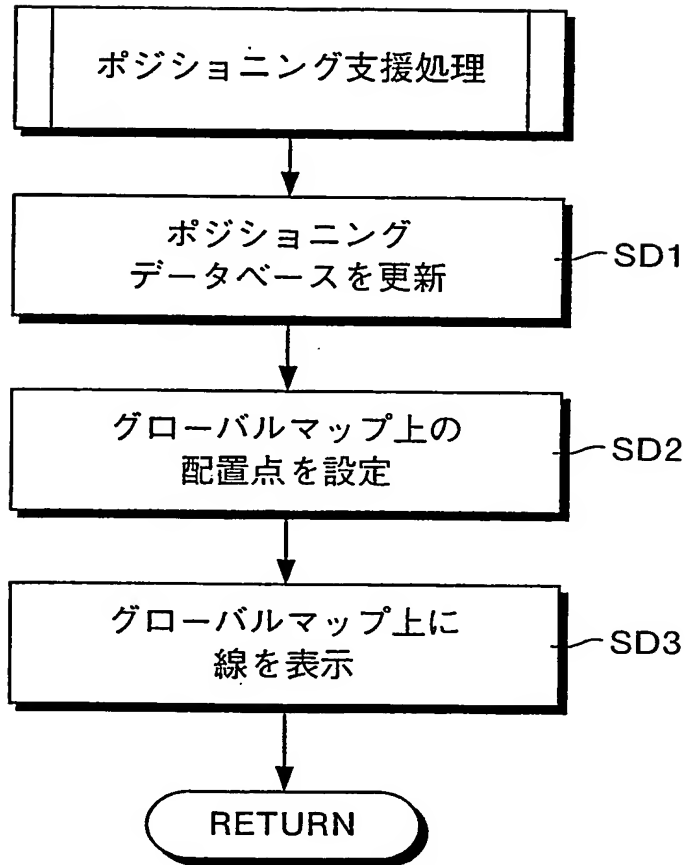 ポジショニング支援処理
ポジショニング
データベースを更新
SD1
グローバルマップ上の
配置点を設定
SD2
グローバルマップ上に
線を表示
SD3
RETURN